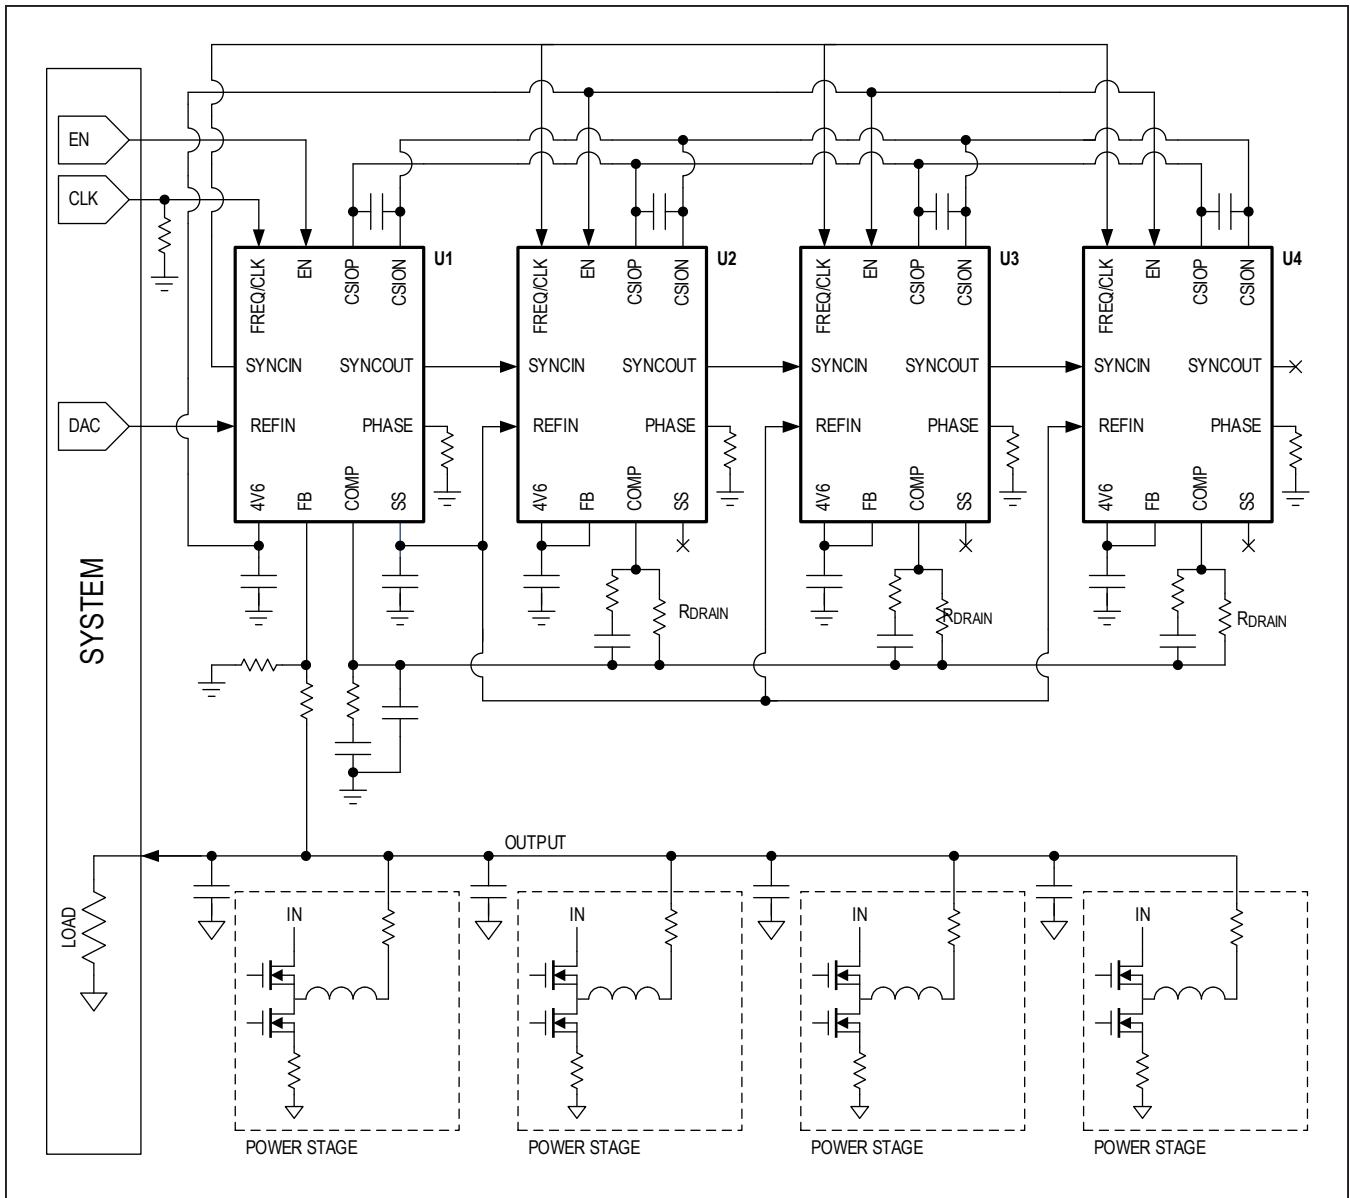 EN
CLK
DAC
SYSTEM
LOAD
U1
FREQ/CLK
EN
CSIOP
CSION
SYNCIN
SYNCOUT
REFIN
PHASE
4V6
FB
COMP
SS
U2
FREQ/CLK
EN
CSIOP
CSION
SYNCIN
SYNCOUT
REFIN
PHASE
4V6
FB
COMP
SS
RDRAIN
U3
FREQ/CLK
EN
CSIOP
CSION
SYNCIN
SYNCOUT
REFIN
PHASE
4V6
FB
COMP
SS
RDRAIN
U4
FREQ/CLK
EN
CSIOP
CSION
SYNCIN
SYNCOUT
REFIN
PHASE
4V6
FB
COMP
SS
RDRAIN
OUTPUT
IN
POWER STAGE
IN
POWER STAGE
IN
POWER STAGE
IN
POWER STAGE